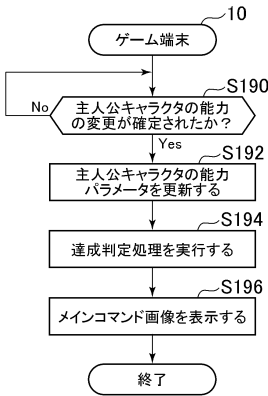 10
ゲーム端末
S190
主人公キャラクタの能力
の変更が確定されたか？
No
Yes
S192
主人公キャラクタの能力
パラメータを更新する
S194
達成判定処理を実行する
S196
メインコマンド画像を表示する
終了